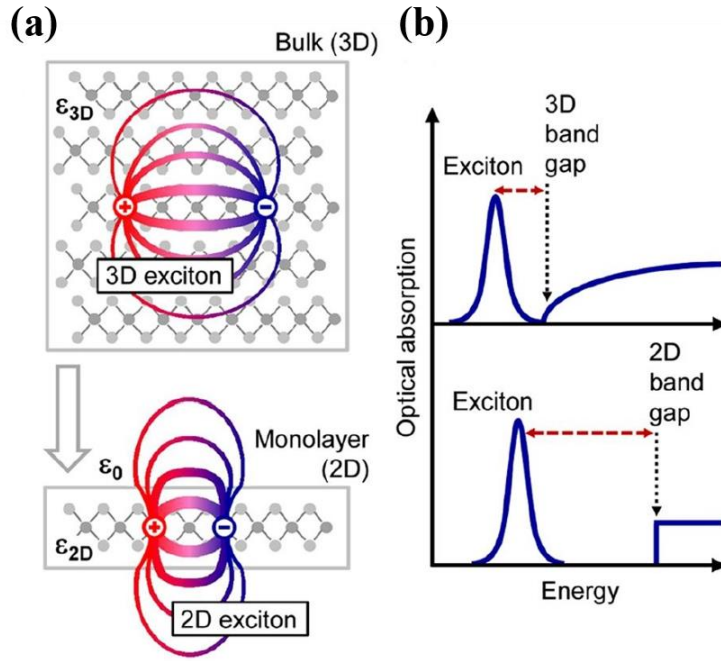 (a)
Bulk (3D)
ε3D
+
−
3D exciton
Monolayer
(2D)
ε0
+
−
ε2D
2D exciton
(b)
Optical absorption
3D
band
gap
Exciton
2D
band
gap
Exciton
Energy